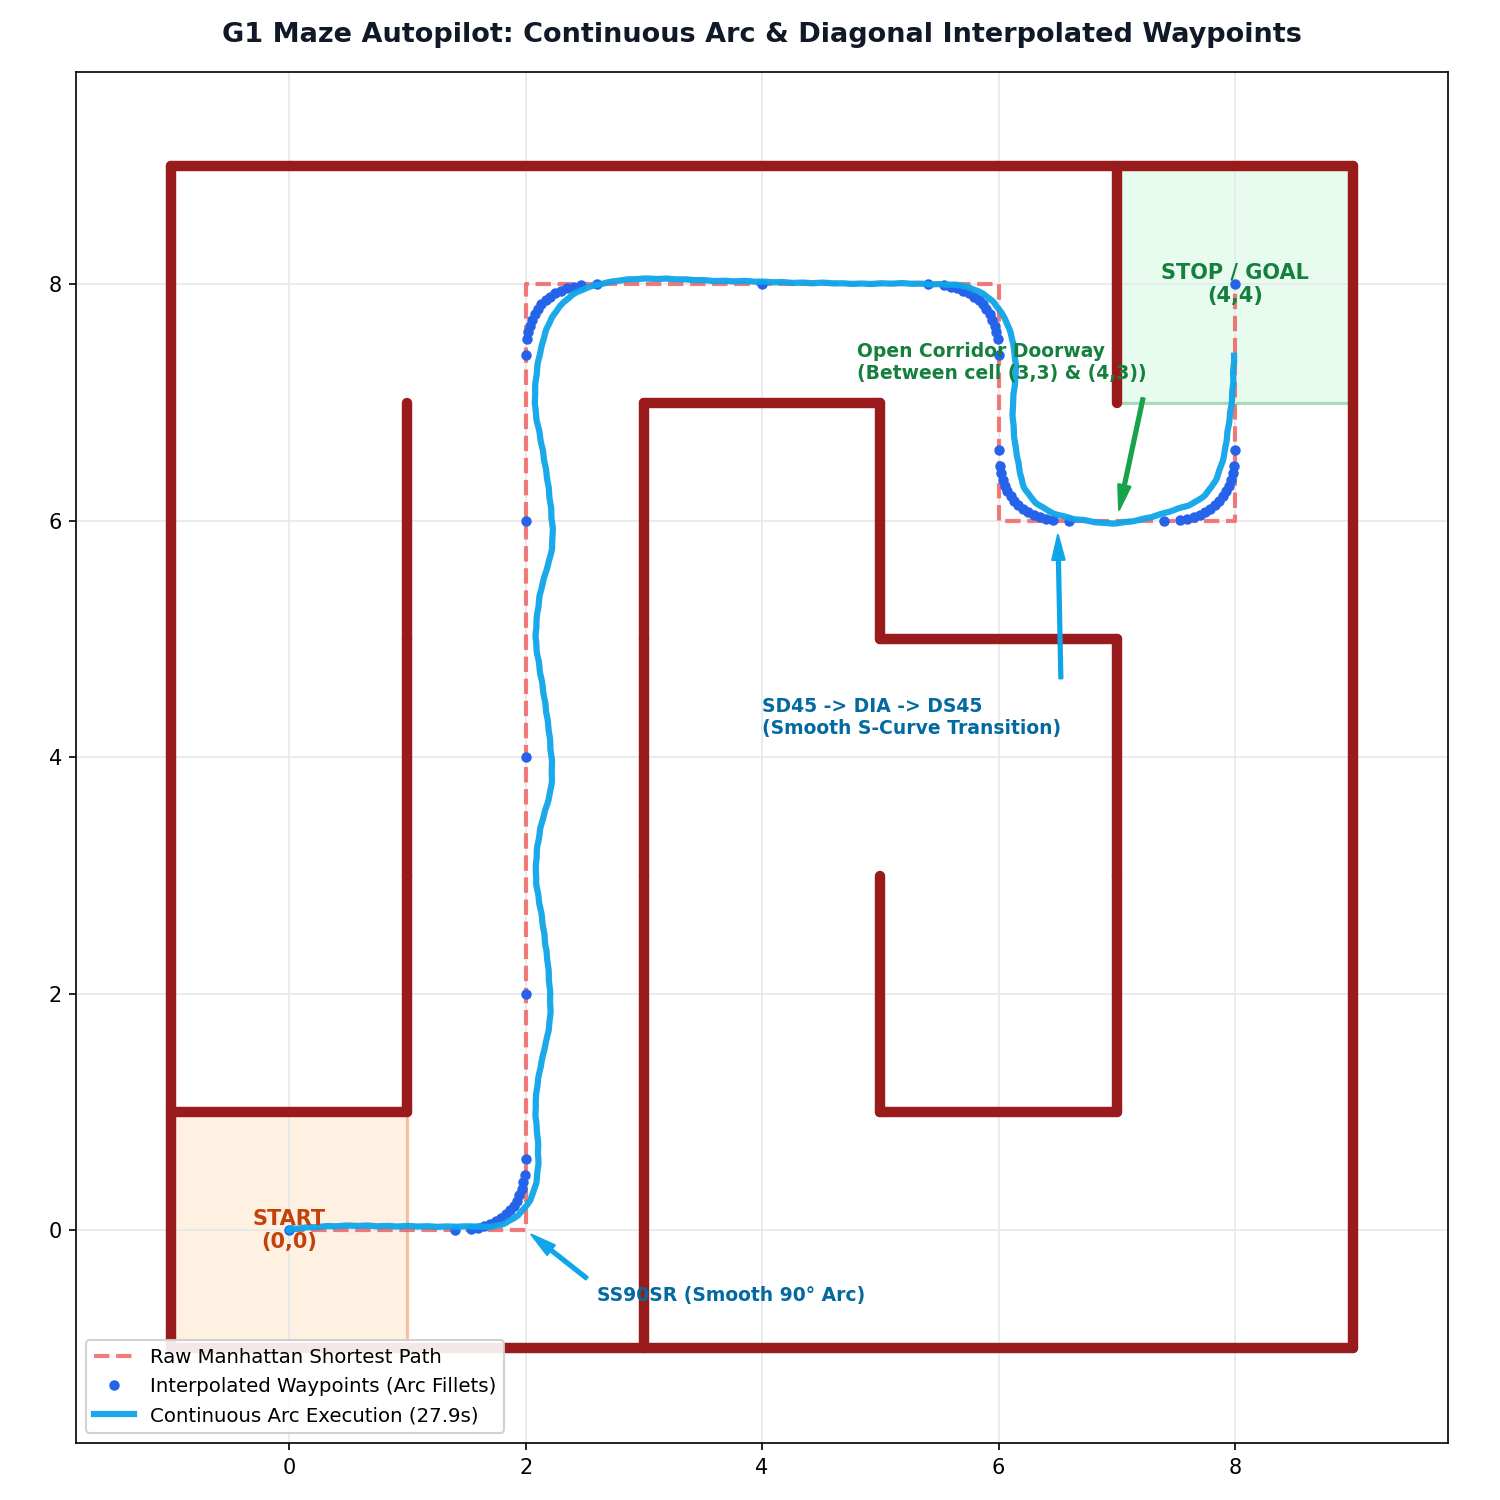 G1 Maze Autopilot: Continuous Arc & Diagonal Interpolated Waypoints
8
6
4
2
0
STOP / GOAL
(4,4)
Open Corridor Doorway
(Between cell (3,3) & (4,3))
SD45 -> DIA -> DS45
(Smooth S-Curve Transition)
START
(0,0)
SS90SR (Smooth 90° Arc)
Raw Manhattan Shortest Path
Interpolated Waypoints (Arc Fillets)
Continuous Arc Execution (27.9s)
0 2 4 6 8